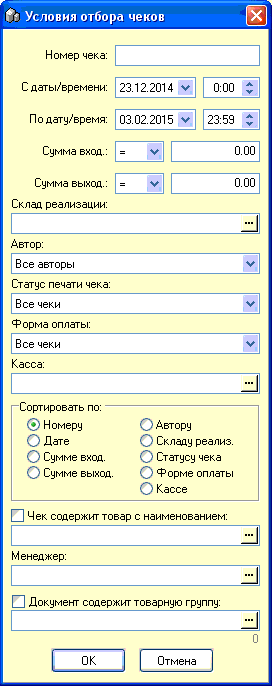 Условия отбора чеков
Номер чека:
С даты/времени: 23.12.2014 0:00
По дату/время: 03.02.2015 23:59
Сумма вход.: = 0.00
Сумма выход.: = 0.00
Склад реализации:
...
Автор:
Все авторы
Статус печати чека:
Все чеки
Форма оплаты:
Все чеки
Касса:
...
Сортировать по:
Номеру Автору
Дате Складу реализ.
Сумме вход. Статусу чека
Сумме выход. Форме оплаты
Кассе
Чек содержит товар с наименованием:
...
Менеджер:
...
Документ содержит товарную группу:
...
0
OK Отмена